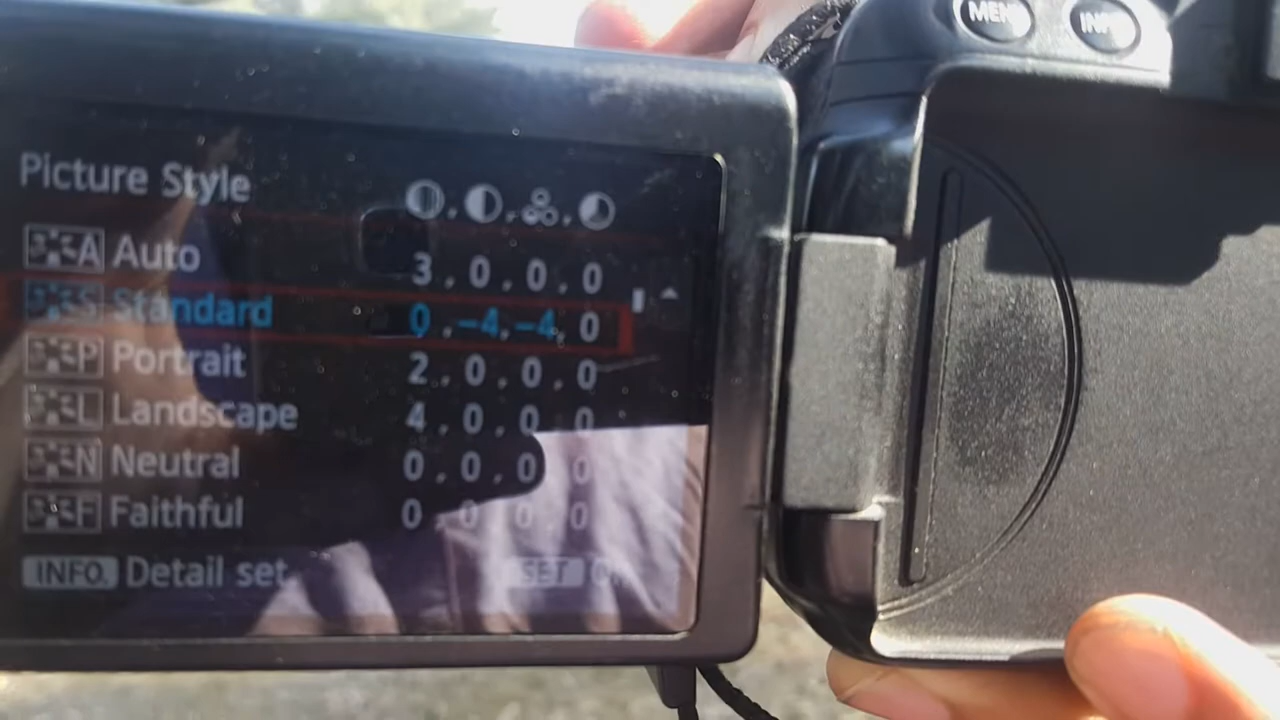 MENU INFO
Picture Style
A Auto 3, 0, 0, 0
S Standard 0, -4, -4, 0
P Portrait 2, 0, 0, 0
L Landscape 4, 0, 0, 0
N Neutral 0, 0, 0, 0
F Faithful 0, 0, 0, 0
INFO. Detail set SET